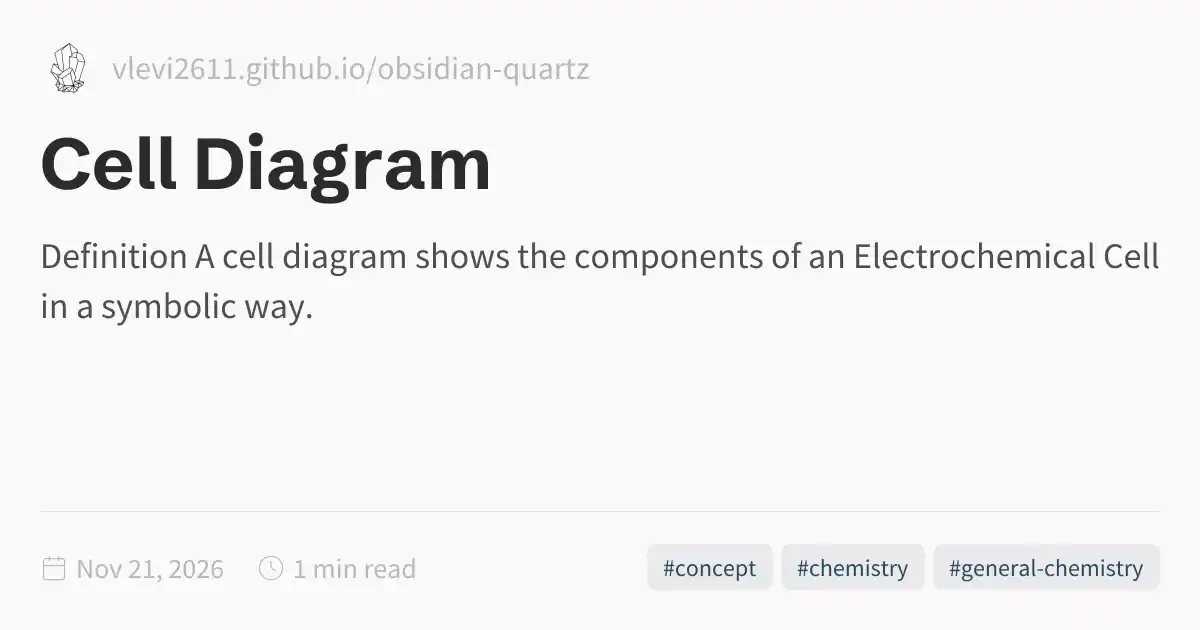 vlevi2611.github.io/obsidian-quartz
Cell Diagram
Definition A cell diagram shows the components of an Electrochemical Cell
in a symbolic way.
Nov 21, 2026 1 min read #concept #chemistry #general-chemistry